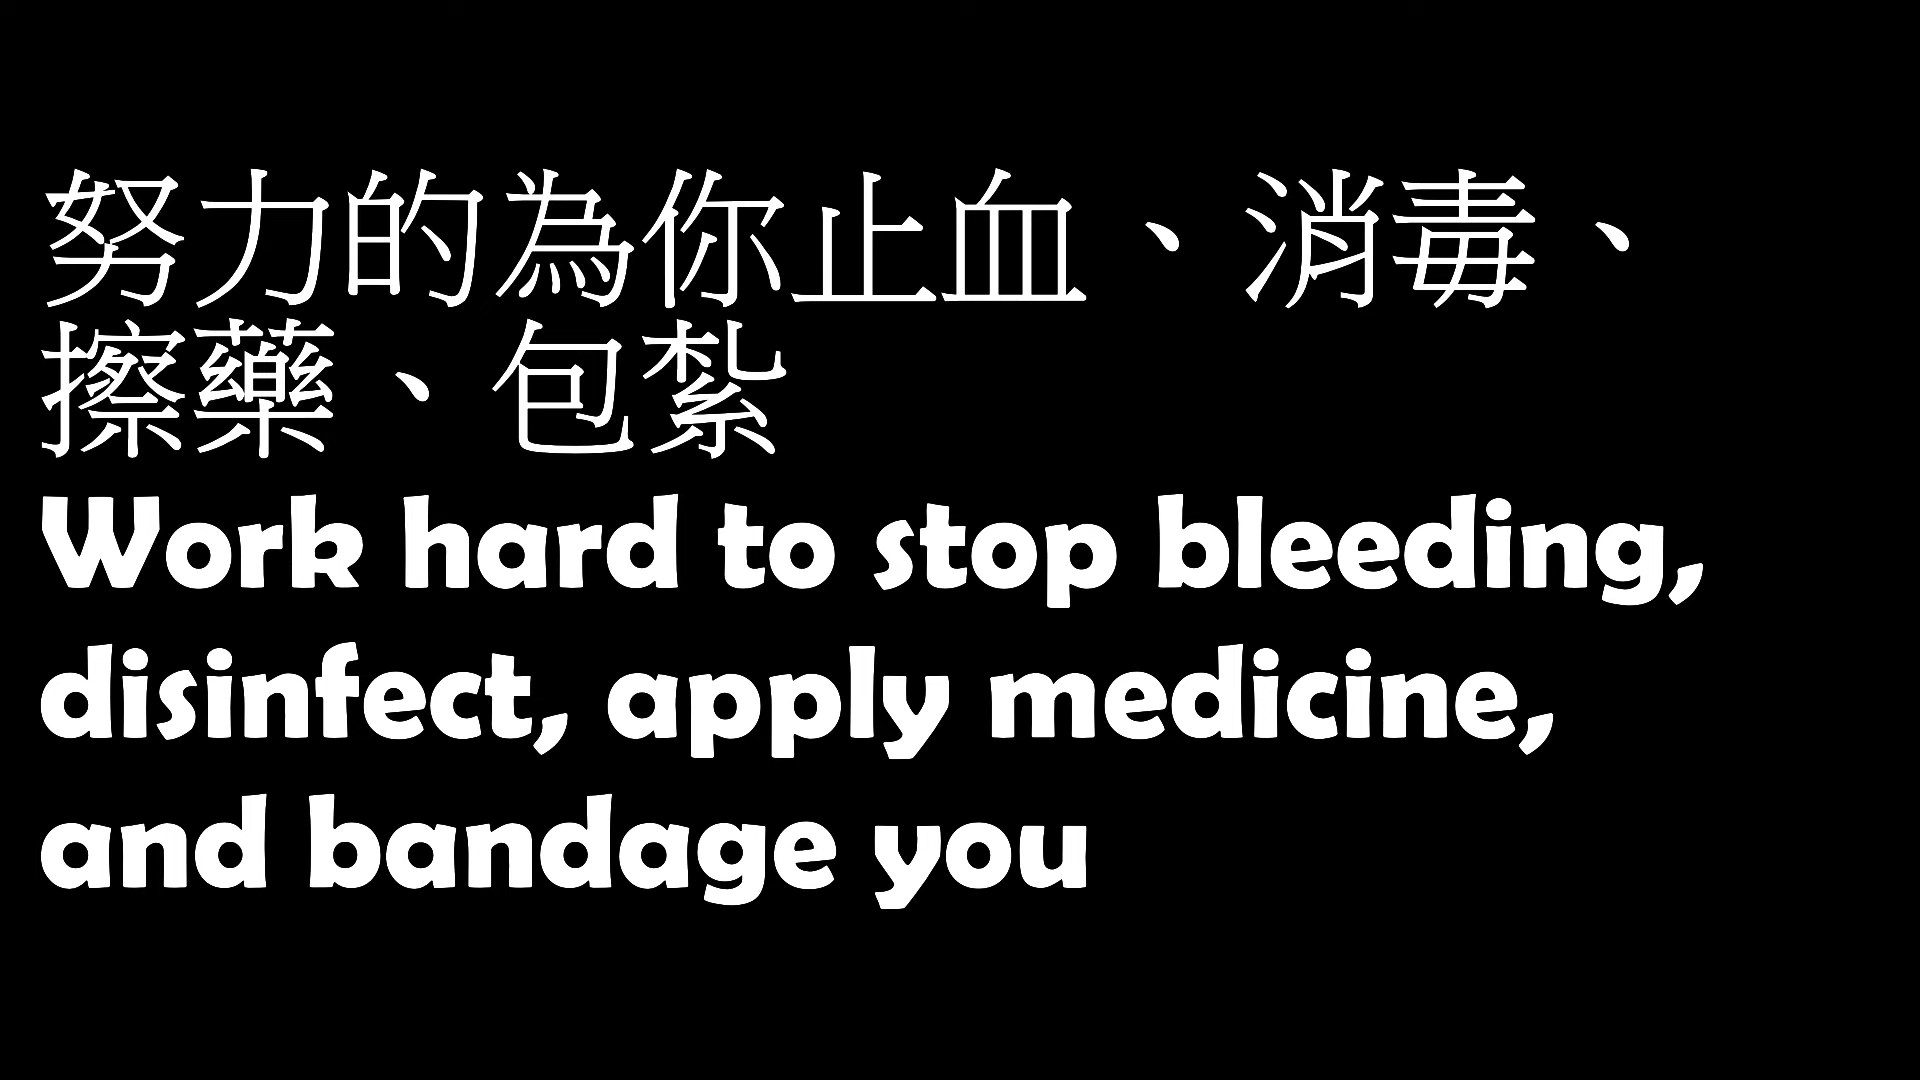 努力的為你止血、消毒、
擦藥、包紮
Work hard to stop bleeding,
disinfect, apply medicine,
and bandage you